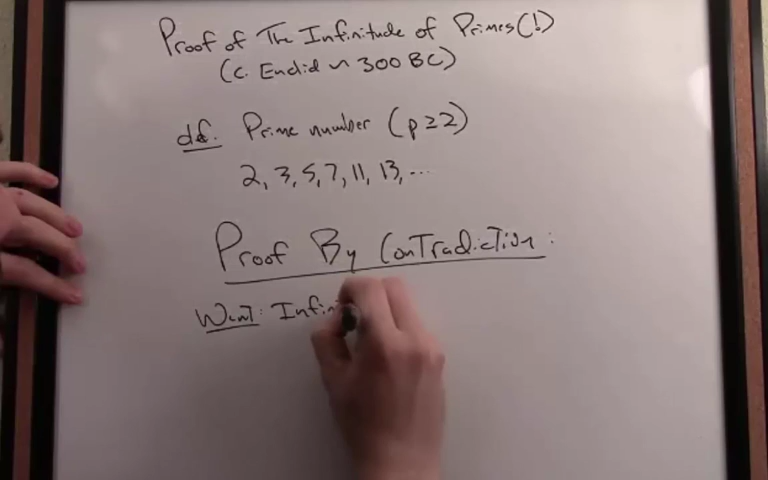 Proof of The Infinitude of Primes(!)
(c. Euclid ~ 300 BC)
def. Prime number (p ≥ 2)
2, 3, 5, 7, 11, 13, ...
Proof By Contradiction:
Want: Infini